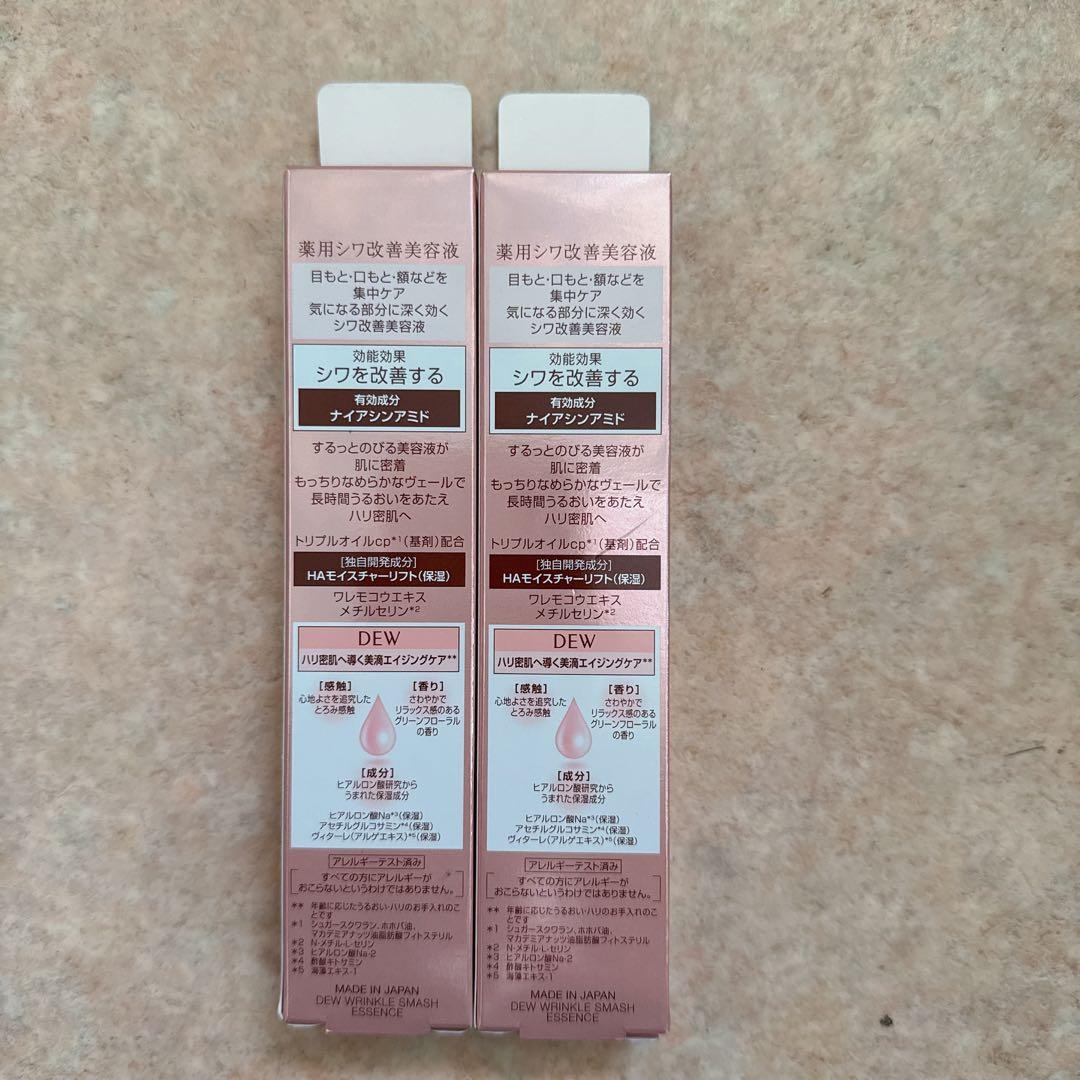 薬用シワ改善美容液
目もと・口もと・額などを
集中ケア
気になる部分に深く効く
シワ改善美容液
効能効果
シワを改善する
有効成分
ナイアシンアミド
するっとのびる美容液が
肌に密着
もっちりなめらかなヴェールで
長時間うるおいをあたえ
ハリ密肌へ
トリプルオイルcp*1(基剤)配合
[独自開発成分]
HAモイスチャーリフト(保湿)
ワレモコウエキス
メチルセリン*2
DEW
ハリ密肌へ導く美滴エイジングケア**
[感触]
心地よさを追究した
とろみ感触
[香り]
さわやかで
リラックス感のある
グリーンフローラル
の香り
[成分]
ヒアルロン酸研究から
うまれた保湿成分
ヒアルロン酸Na*3(保湿)
アセチルグルコサミン*4(保湿)
ヴィターレ(アルゲエキス)*5(保湿)
アレルギーテスト済み
すべての方にアレルギーが
おこらないというわけではありません。
** 年齢に応じたうるおい・ハリのお手入れのこ
とです
*1 シュガースクワラン、ホホバ油、
マカデミアナッツ油脂肪酸フィトステリル
*2 N-メチル-L-セリン
*3 ヒアルロン酸Na-2
*4 酢酸キトサミン
*5 海藻エキス-1
MADE IN JAPAN
DEW WRINKLE SMASH
ESSENCE
薬用シワ改善美容液
目もと・口もと・額などを
集中ケア
気になる部分に深く効く
シワ改善美容液
効能効果
シワを改善する
有効成分
ナイアシンアミド
するっとのびる美容液が
肌に密着
もっちりなめらかなヴェールで
長時間うるおいをあたえ
ハリ密肌へ
トリプルオイルcp*1(基剤)配合
[独自開発成分]
HAモイスチャーリフト(保湿)
ワレモコウエキス
メチルセリン*2
DEW
ハリ密肌へ導く美滴エイジングケア**
[感触]
心地よさを追究した
とろみ感触
[香り]
さわやかで
リラックス感のある
グリーンフローラル
の香り
[成分]
ヒアルロン酸研究から
うまれた保湿成分
ヒアルロン酸Na*3(保湿)
アセチルグルコサミン*4(保湿)
ヴィターレ(アルゲエキス)*5(保湿)
アレルギーテスト済み
すべての方にアレルギーが
おこらないというわけではありません。
** 年齢に応じたうるおい・ハリのお手入れのこ
とです
*1 シュガースクワラン、ホホバ油、
マカデミアナッツ油脂肪酸フィトステリル
*2 N-メチル-L-セリン
*3 ヒアルロン酸Na-2
*4 酢酸キトサミン
*5 海藻エキス-1
MADE IN JAPAN
DEW WRINKLE SMASH
ESSENCE